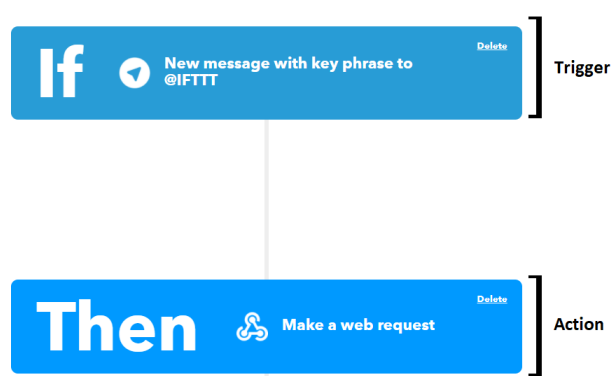 If
New message with key phrase to
@IFTTT
Delete
Trigger
Then
Make a web request
Delete
Action